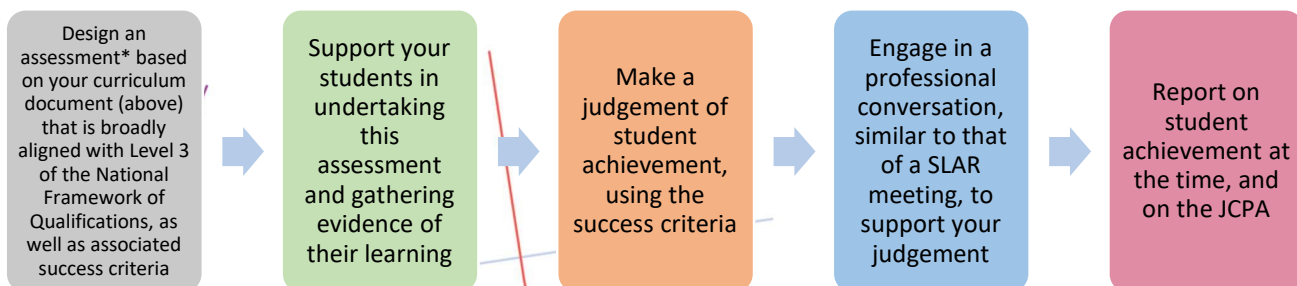 Design an
assessment* based
on your curriculum
document (above)
that is broadly
aligned with Level 3
of the National
Framework of
Qualifications, as
well as associated
success criteria
Support your
students in
undertaking
this
assessment
and gathering
evidence of
their learning
Make a
judgement of
student
achievement,
using the
success criteria
Engage in a
professional
conversation,
similar to that
of a SLAR
meeting, to
support your
judgement
Report on
student
achievement at
the time, and
on the JCPA